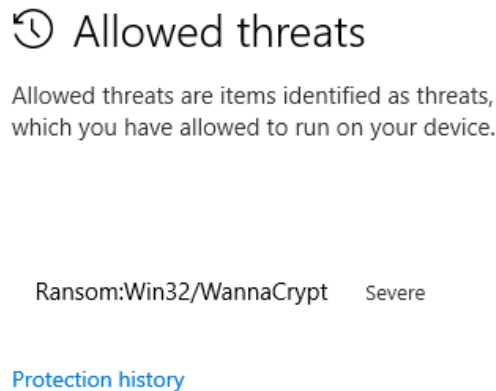 Allowed threats
Allowed threats are items identified as threats,
which you have allowed to run on your device.
Ransom:Win32/WannaCrypt Severe
Protection history